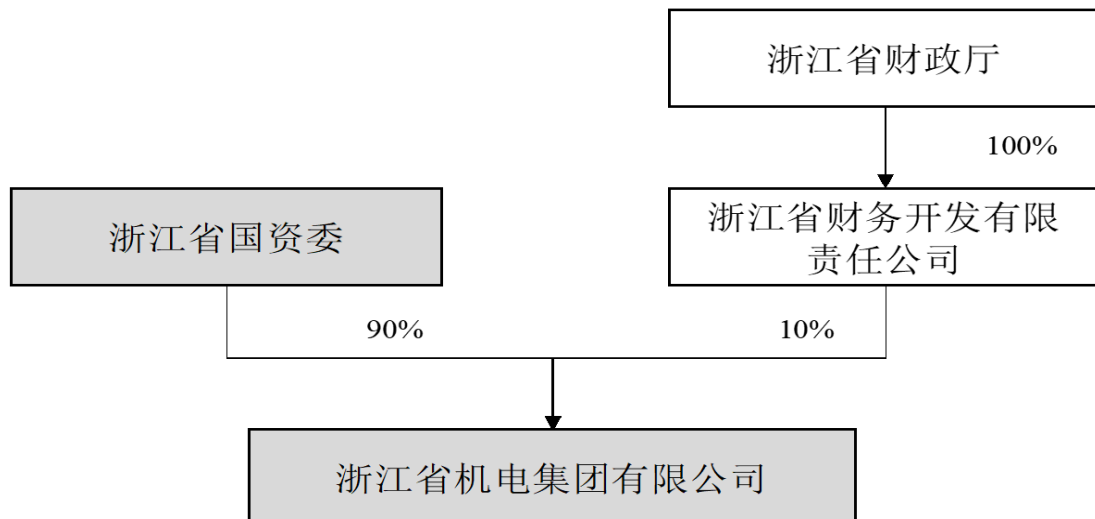 浙江省财政厅
100%
浙江省国资委
浙江省财务开发有限
责任公司
90%
10%
浙江省机电集团有限公司